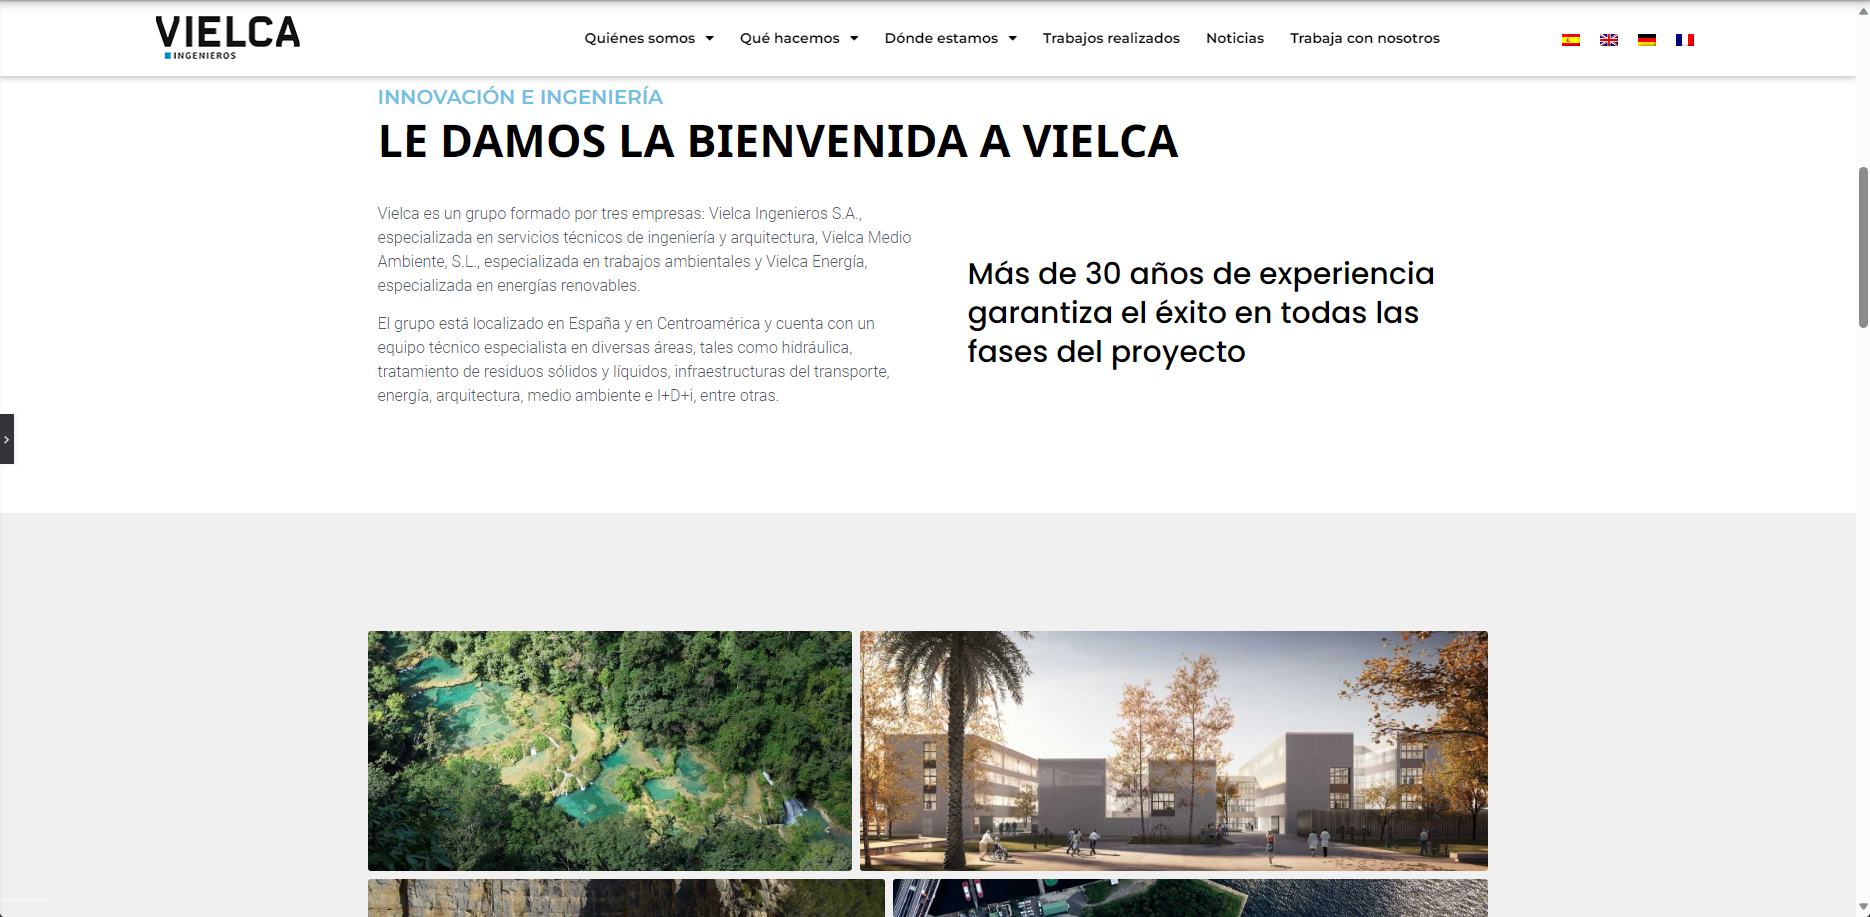 VIELCA
INGENIEROS
Quiénes somos
Qué hacemos
Dónde estamos
Trabajos realizados
Noticias
Trabaja con nosotros
INNOVACIÓN E INGENIERÍA
LE DAMOS LA BIENVENIDA A VIELCA
Vielca es un grupo formado por tres empresas: Vielca Ingenieros S.A.,
especializada en servicios técnicos de ingeniería y arquitectura, Vielca Medio
Ambiente, S.L., especializada en trabajos ambientales y Vielca Energía,
especializada en energías renovables.
El grupo está localizado en España y en Centroamérica y cuenta con un
equipo técnico especialista en diversas áreas, tales como hidráulica,
tratamiento de residuos sólidos y líquidos, infraestructuras del transporte,
energía, arquitectura, medio ambiente e I+D+i, entre otras.
Más de 30 años de experiencia
garantiza el éxito en todas las
fases del proyecto